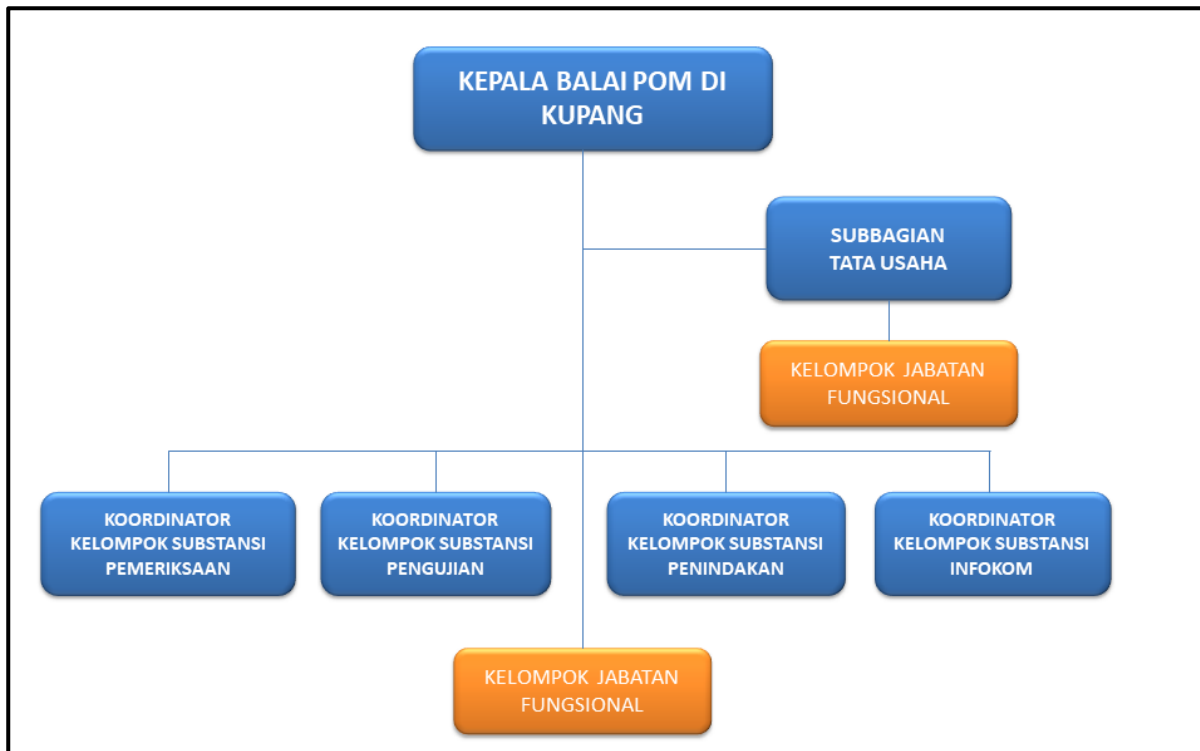 KEPALA BALAI POM DI
KUPANG
SUBBAGIAN
TATA USAHA
KELOMPOK JABATAN
FUNGSIONAL
KOORDINATOR
KELOMPOK SUBSTANSI
PEMERIKSAAN
KOORDINATOR
KELOMPOK SUBSTANSI
PENGUJIAN
KOORDINATOR
KELOMPOK SUBSTANSI
PENINDAKAN
KOORDINATOR
KELOMPOK SUBSTANSI
INFOKOM
KELOMPOK JABATAN
FUNGSIONAL